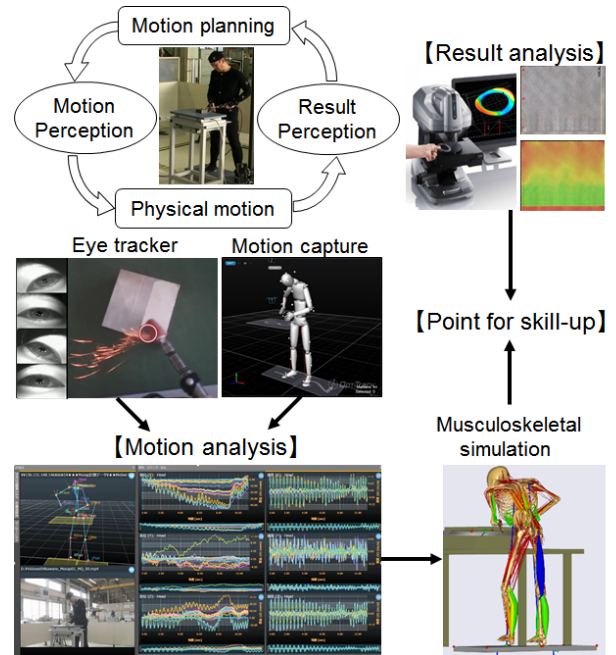 Motion planning
Motion
Perception
Result
Perception
Physical motion
【Result analysis】
Eye tracker
Motion capture
【Point for skill-up】
【Motion analysis】
Musculoskeletal
simulation